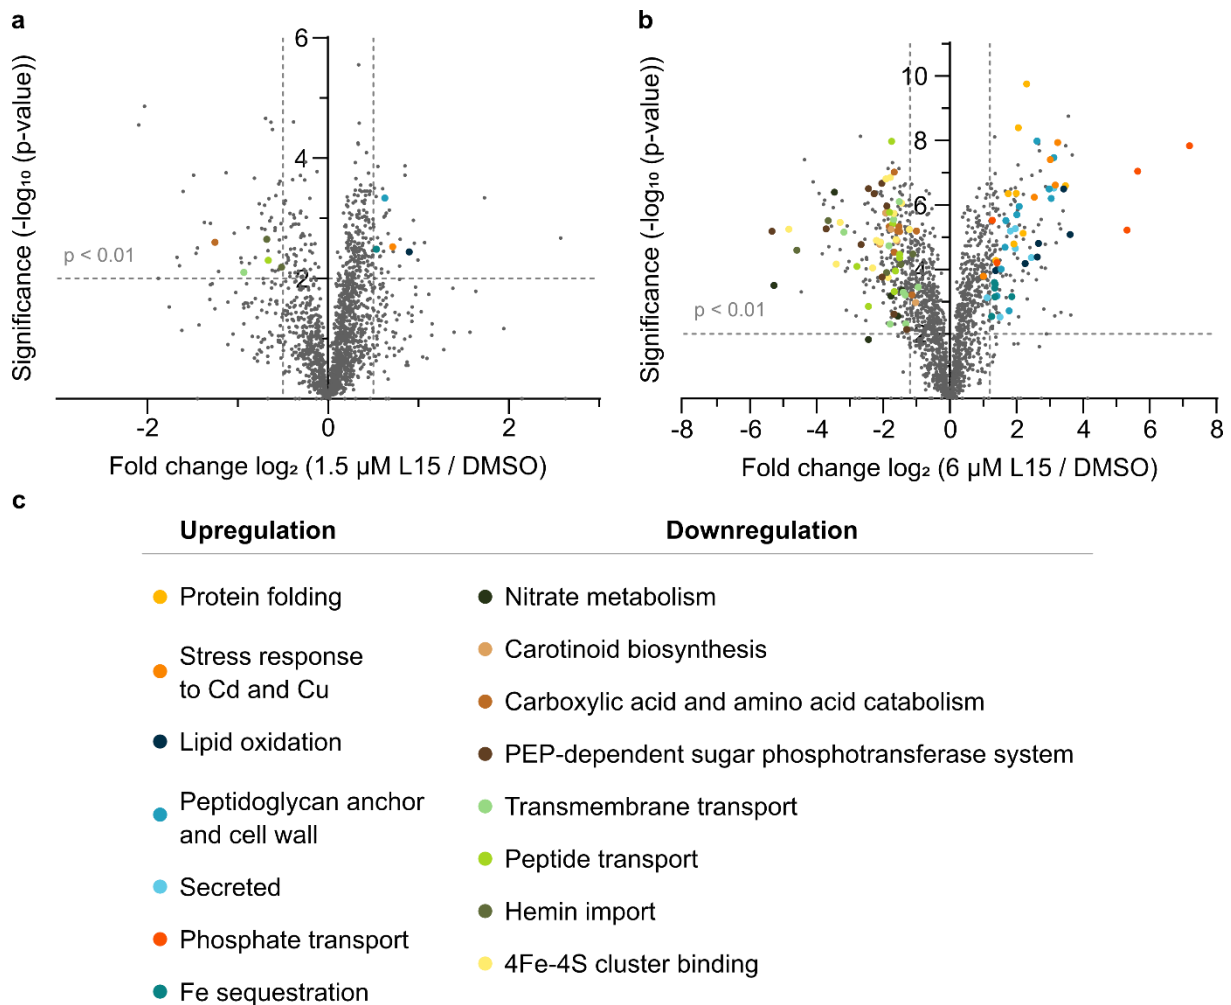 a
Significance (-log₁₀ (p-value))
6
4
2
p < 0.01
-2
0
2
Fold change log₂ (1.5 µM L15 / DMSO)
b
Significance (-log₁₀ (p-value))
10
8
6
4
2
p < 0.01
-8
-6
-4
-2
0
2
4
6
8
Fold change log₂ (6 µM L15 / DMSO)
c
Upregulation
Protein folding
Stress response
to Cd and Cu
Lipid oxidation
Peptidoglycan anchor
and cell wall
Secreted
Phosphate transport
Fe sequestration
Downregulation
Nitrate metabolism
Carotinoid biosynthesis
Carboxylic acid and amino acid catabolism
PEP-dependent sugar phosphotransferase system
Transmembrane transport
Peptide transport
Hemin import
4Fe-4S cluster binding